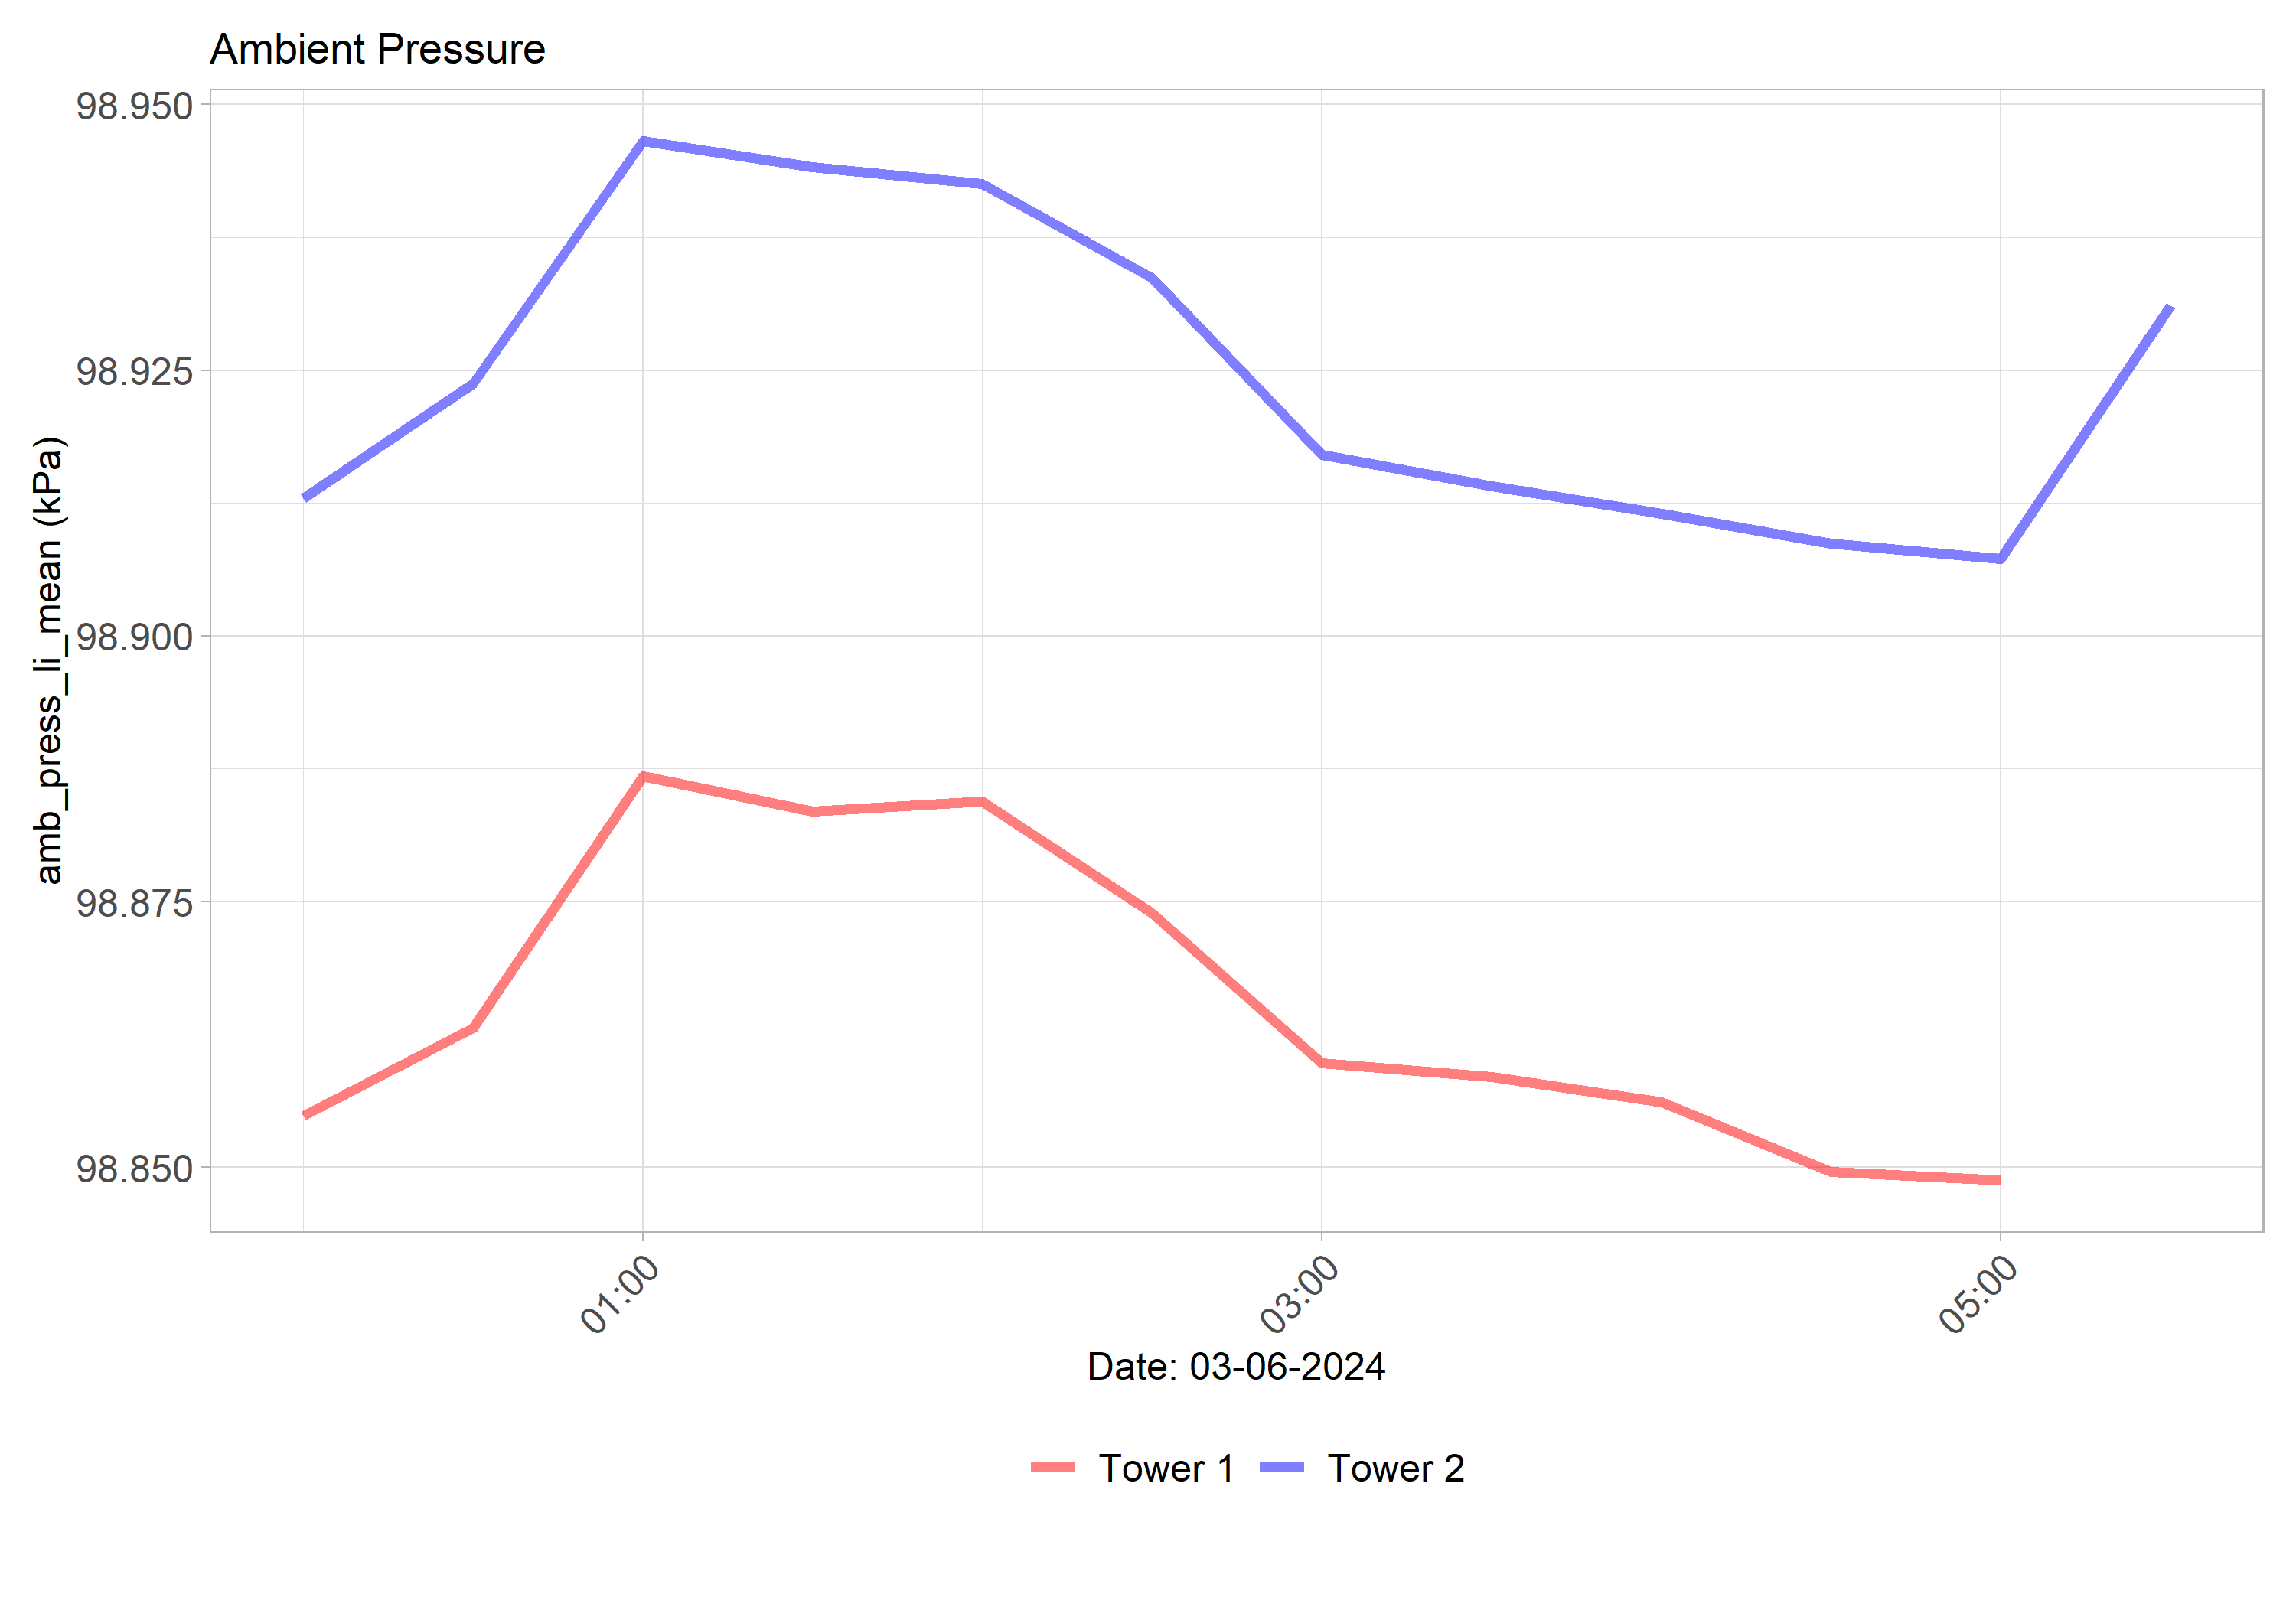 Ambient Pressure
98.950
98.925
98.900
98.875
98.850
amb_press_li_mean (kPa)
01:00
03:00
05:00
Date: 03-06-2024
Tower 1
Tower 2